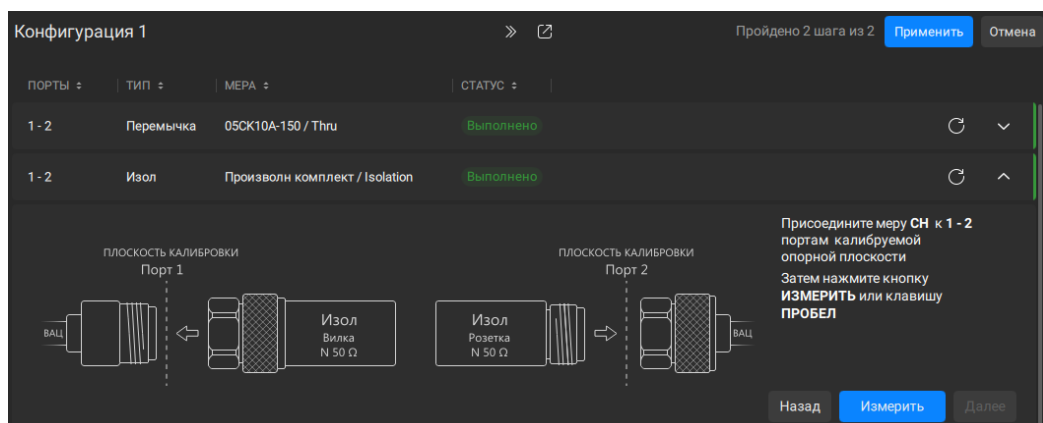 Конфигурация 1
Пройдено 2 шага из 2
Применить
Отмена
ПОРТЫ
ТИП
МЕРА
СТАТУС
1 - 2
Перемычка
05CK10A-150 / Thru
Выполнено
1 - 2
Изол
Произволн комплект / Isolation
Выполнено
ПЛОСКОСТЬ КАЛИБРОВКИ
Порт 1
ПЛОСКОСТЬ КАЛИБРОВКИ
Порт 2
ВАЦ
Изол
Вилка
N 50 Ω
Изол
Розетка
N 50 Ω
ВАЦ
Присоедините меру СН к 1 - 2
портам калибруемой
опорной плоскости
Затем нажмите кнопку
ИЗМЕРИТЬ или клавишу
ПРОБЕЛ
Назад
Измерить
Далее